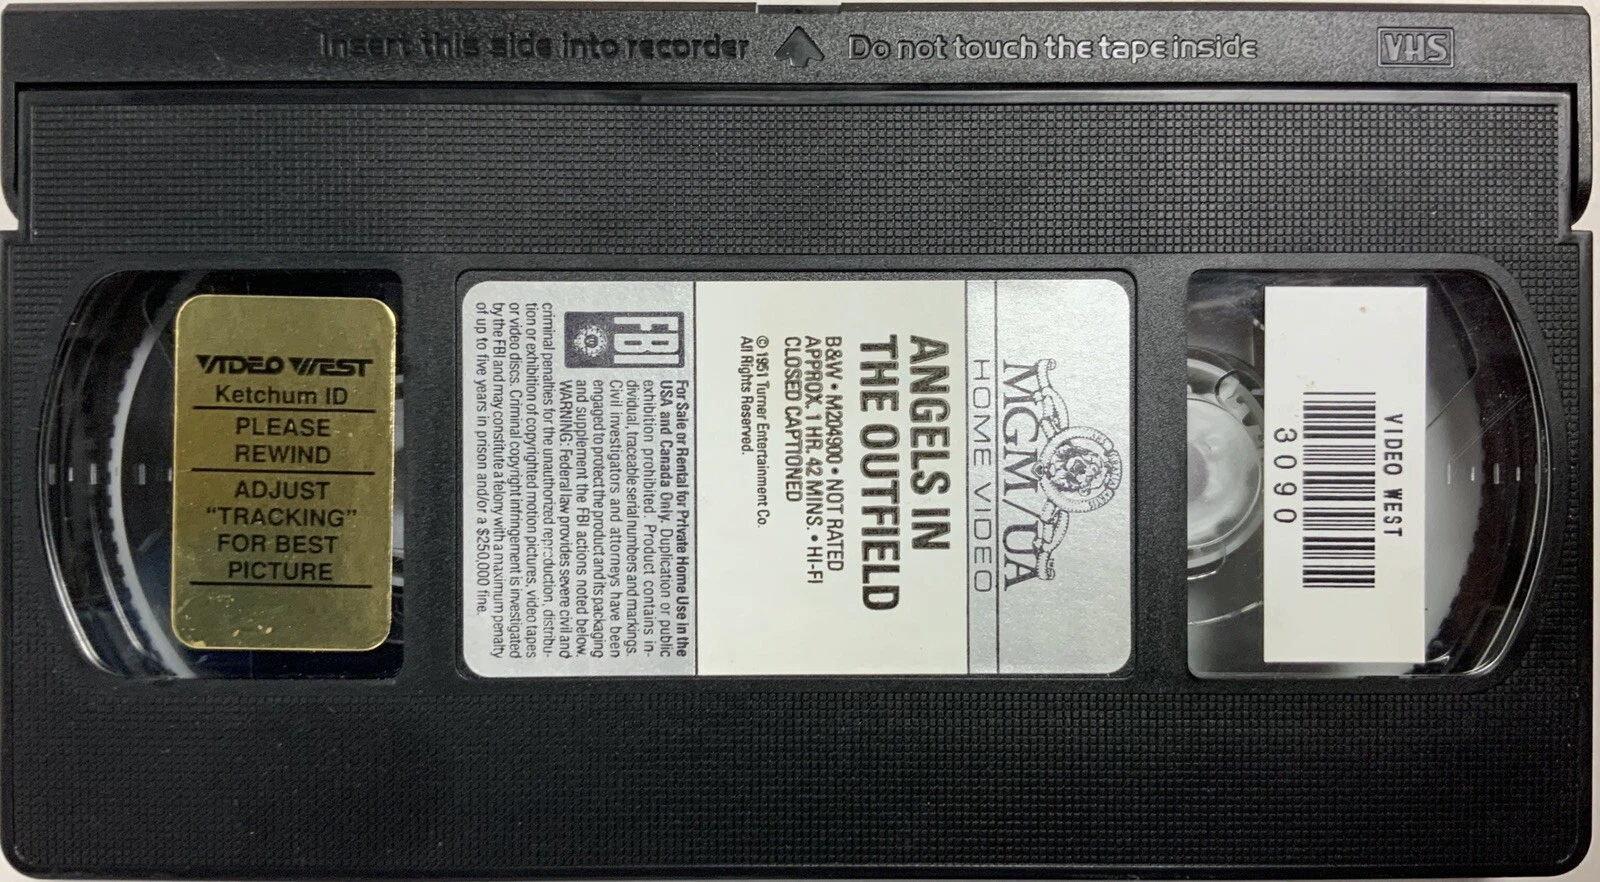 Insert this side into recorder
Do not touch the tape inside
VHS
VIDEO WEST
Ketchum ID
PLEASE
REWIND
ADJUST
"TRACKING"
FOR BEST
PICTURE
MGM/UA
HOME VIDEO
ANGELS IN
THE OUTFIELD
B&W • M204900 • NOT RATED
APPROX. 1 HR. 42 MINS. • HI-FI
CLOSED CAPTIONED
© 1951 Turner Entertainment Co.
All Rights Reserved.
FBI
For Sale or Rental for Private Home Use in the
USA and Canada Only. Duplication or public
exhibition prohibited. Product contains in-
dividual, traceable serial numbers and markings.
Civil investigators and attorneys have been
engaged to protect the product and its packaging
and supplement the FBI actions noted below.
WARNING: Federal law provides severe civil and
criminal penalties for the unauthorized reproduction, distribu-
tion or exhibition of copyrighted motion pictures, video tapes
or video discs. Criminal copyright infringement is investigated
by the FBI and may constitute a felony with a maximum penalty
of up to five years in prison and/or a $250,000 fine.
VIDEO WEST
30090